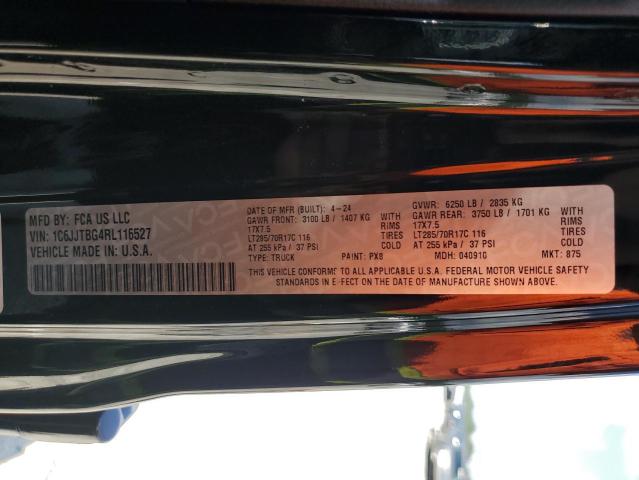 MFD BY: FCA US LLC
VIN: 1C6JJTBG4RL116527
VEHICLE MADE IN: U.S.A.
DATE OF MFR (BUILT): 4-24 GVWR: 6250 LB / 2835 KG
GAWR FRONT: 3100 LB / 1407 KG WITH GAWR REAR: 3750 LB / 1701 KG WITH
17X7.5 RIMS 17X7.5 RIMS
LT285/70R17C 116 TIRES LT285/70R17C 116 TIRES
AT 255 kPa / 37 PSI COLD AT 255 kPa / 37 PSI COLD
TYPE: TRUCK PAINT: PX8 MDH: 040910 MKT: 875
THIS VEHICLE CONFORMS TO ALL APPLICABLE U.S.A. FEDERAL MOTOR VEHICLE SAFETY
STANDARDS IN EFFECT ON THE DATE OF MANUFACTURE SHOWN ABOVE.